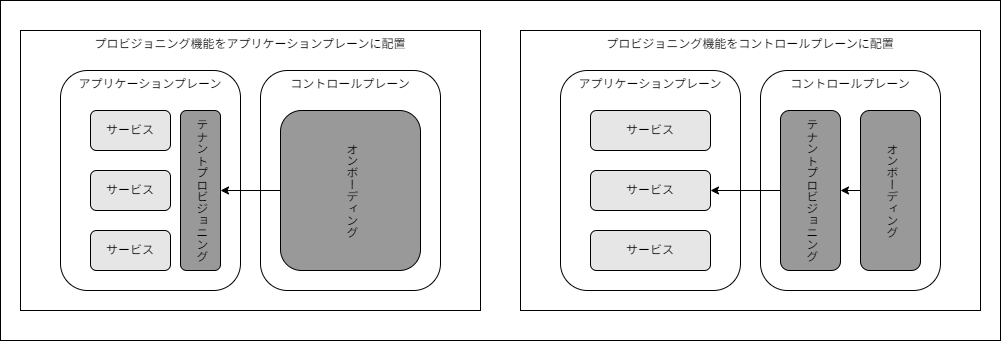 プロビジョニング機能をアプリケーションプレーンに配置
アプリケーションプレーン
サービス
サービス
サービス
テナントプロビジョニング
コントロールプレーン
オンボーディング
プロビジョニング機能をコントロールプレーンに配置
アプリケーションプレーン
サービス
サービス
サービス
コントロールプレーン
テナントプロビジョニング
オンボーディング